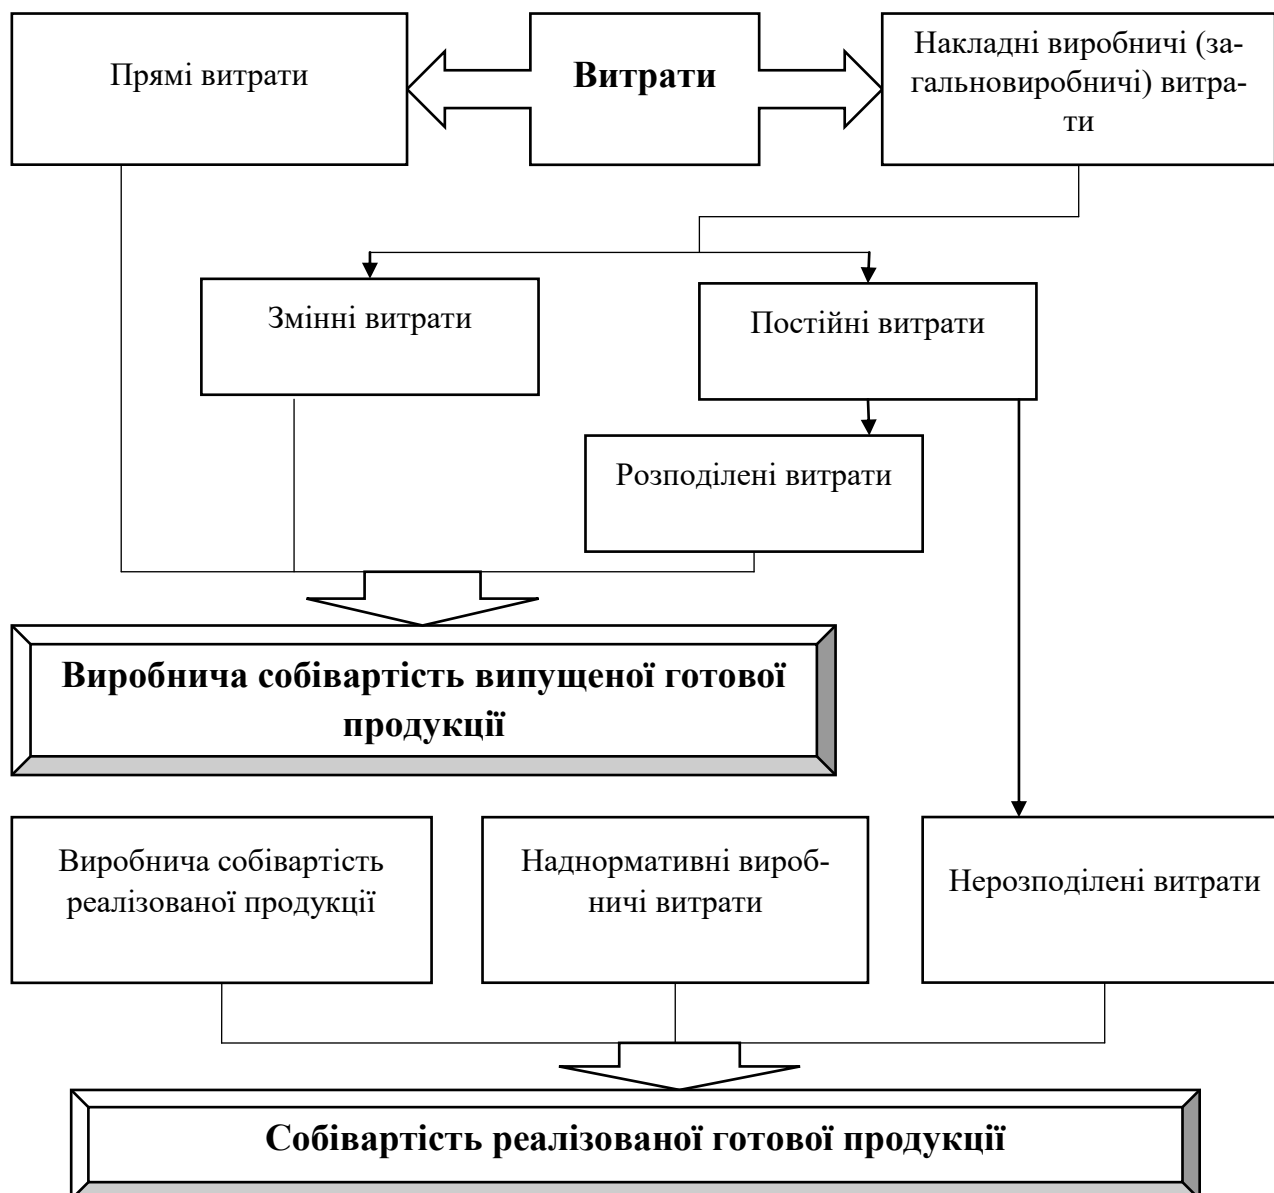 Прямі витрати
Витрати
Накладні виробничі (за-
гальновиробничі) витра-
ти
Змінні витрати
Постійні витрати
Розподілені витрати
Виробнича собівартість випущеної готової
продукції
Виробнича собівартість
реалізованої продукції
Наднормативні вироб-
ничі витрати
Нерозподілені витрати
Собівартість реалізованої готової продукції